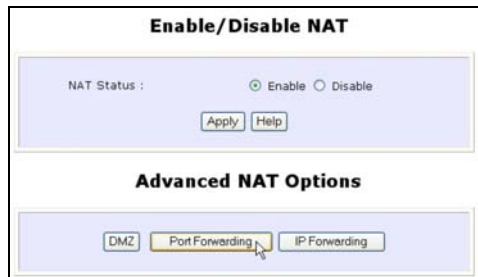 Enable/Disable NAT
NAT Status : Enable Disable
Apply Help
Advanced NAT Options
DMZ Port Forwarding IP Forwarding